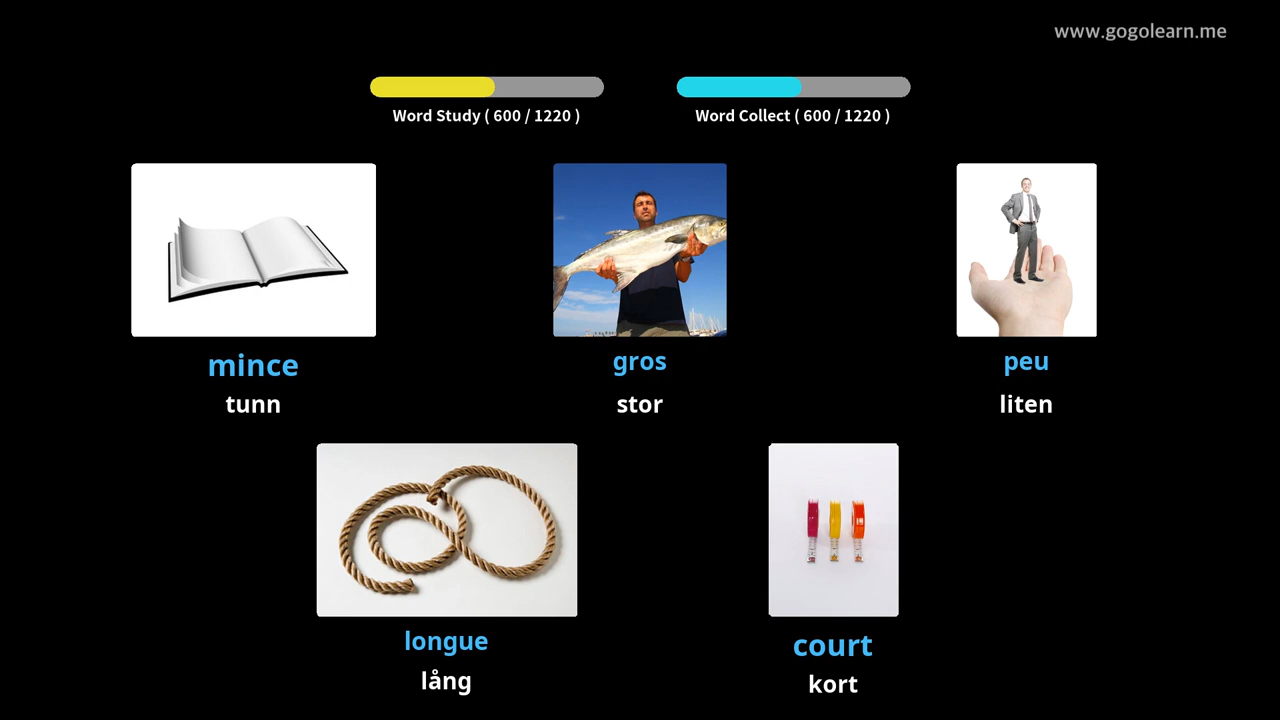 www.gogolearn.me
Word Study ( 600 / 1220 )
Word Collect ( 600 / 1220 )
mince
tunn
gros
stor
peu
liten
longue
lång
court
kort